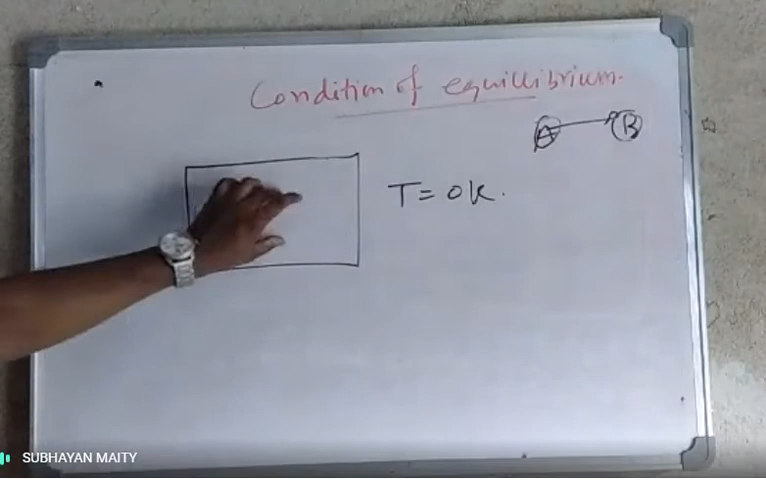 Condition of equillibrium.
A B
T = 0K.
SUBHAYAN MAITY